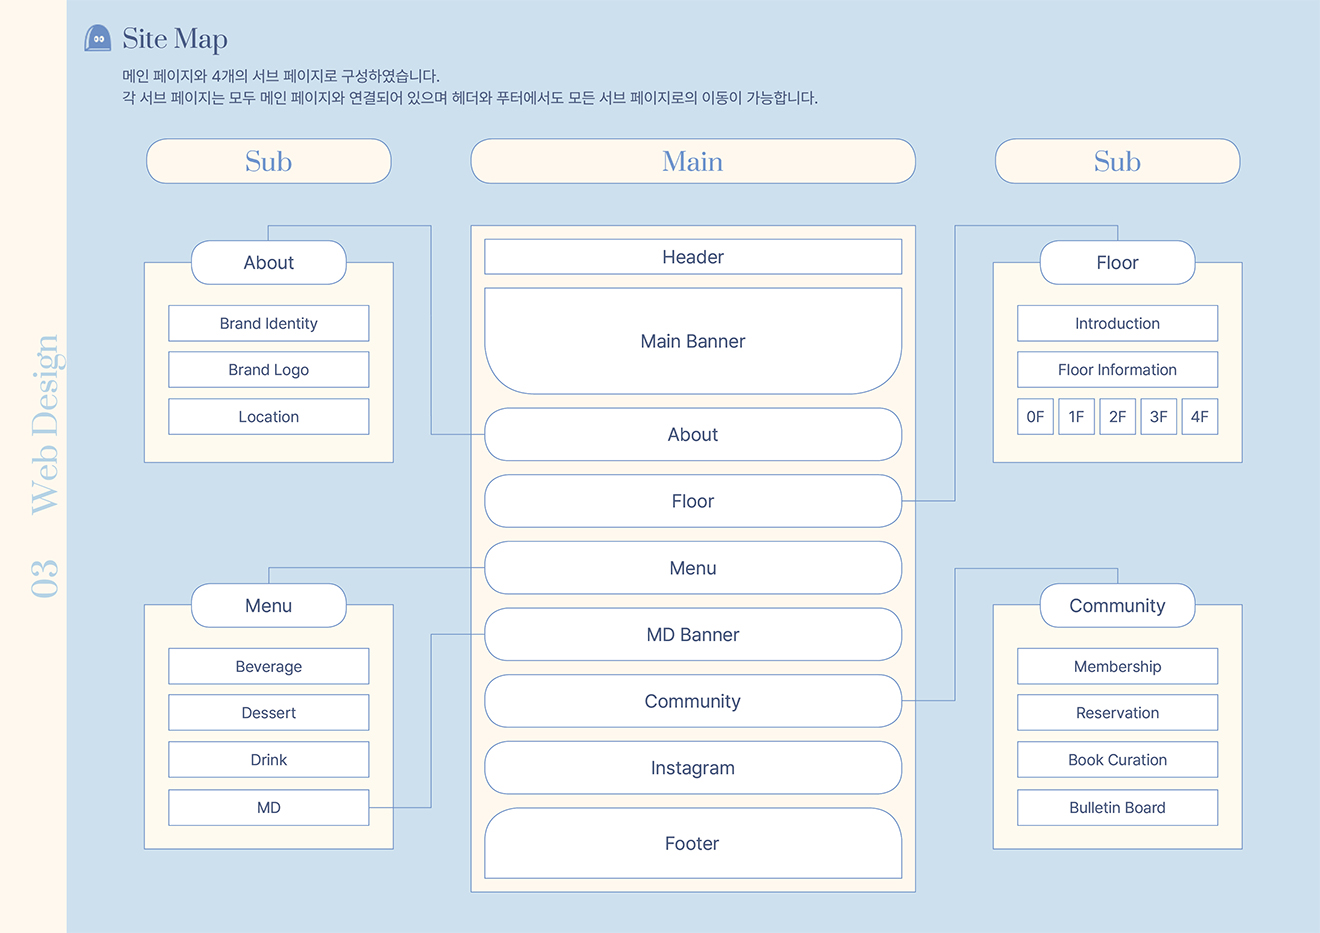 Site Map
메인 페이지와 4개의 서브 페이지로 구성하였습니다.
각 서브 페이지는 모두 메인 페이지와 연결되어 있으며 헤더와 푸터에서도 모든 서브 페이지로의 이동이 가능합니다.
03 Web Design
Sub
About
Brand Identity
Brand Logo
Location
Menu
Beverage
Dessert
Drink
MD
Main
Header
Main Banner
About
Floor
Menu
MD Banner
Community
Instagram
Footer
Sub
Floor
Introduction
Floor Information
0F 1F 2F 3F 4F
Community
Membership
Reservation
Book Curation
Bulletin Board